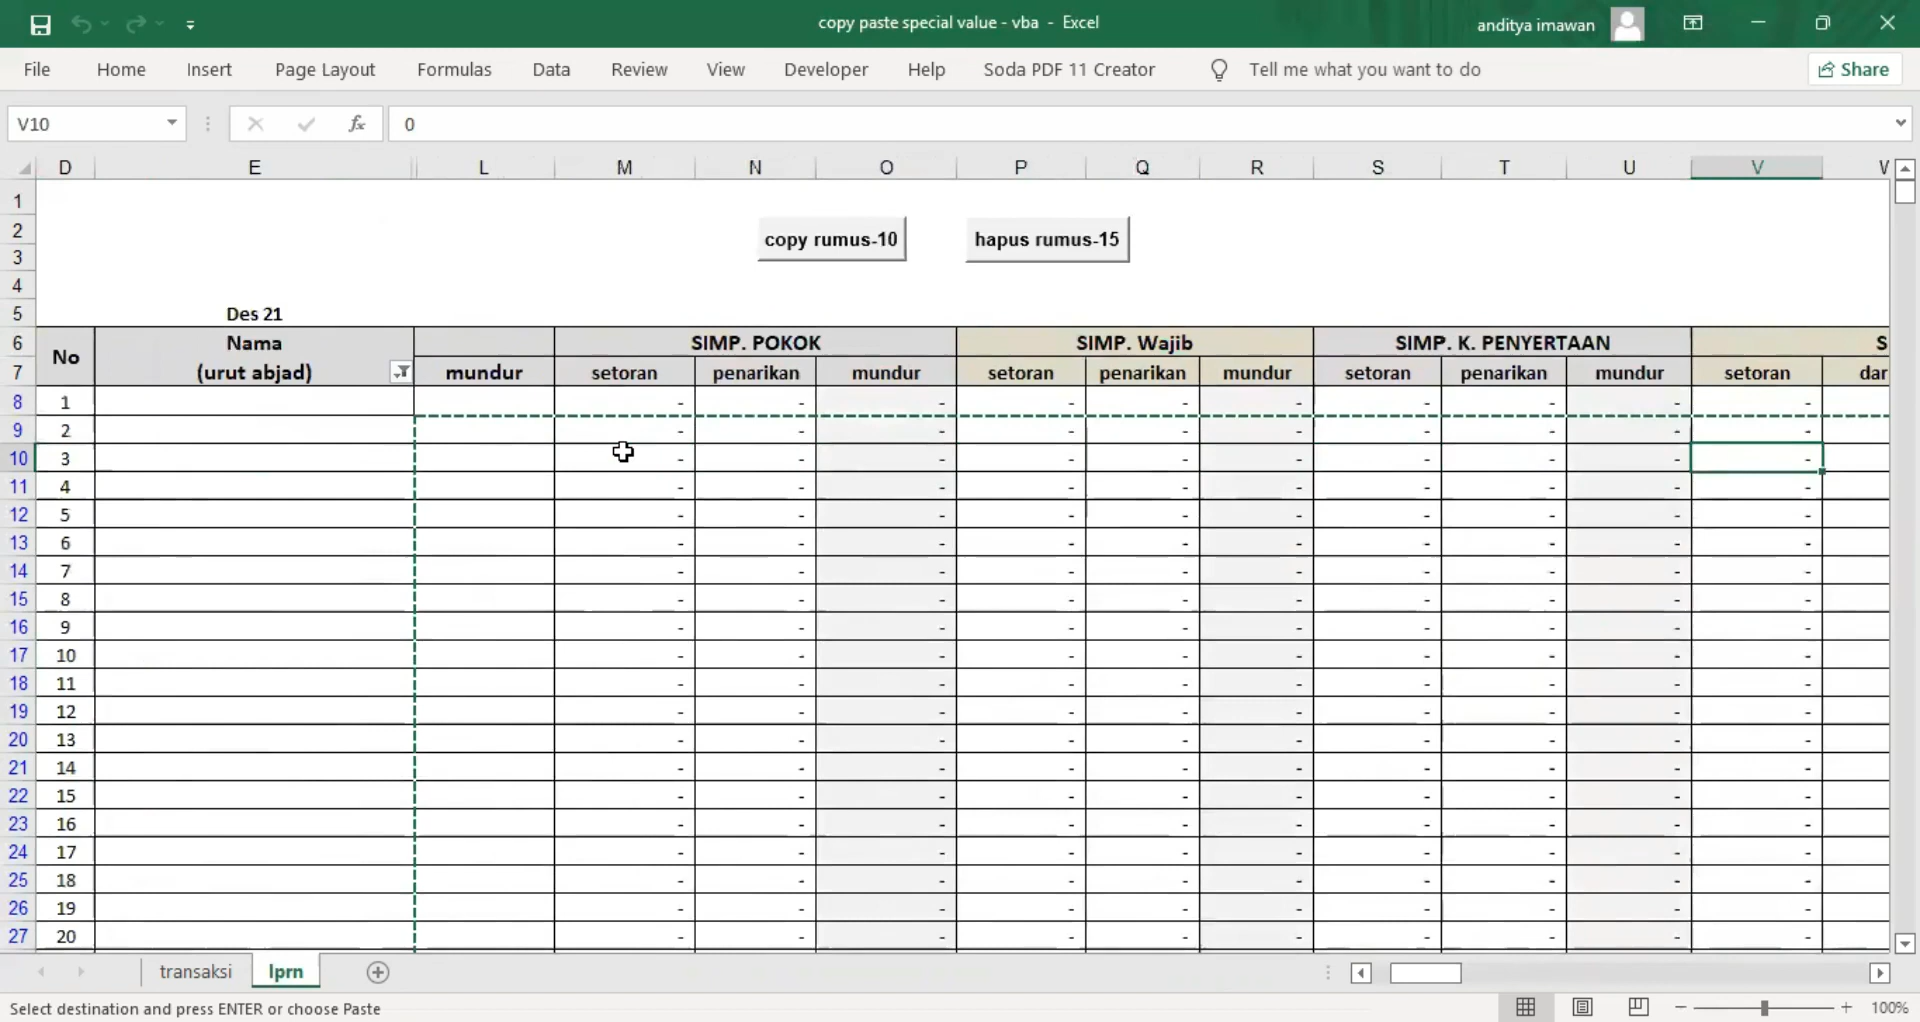 copy paste special value - vba - Excel
anditya imawan
File Home Insert Page Layout Formulas Data Review View Developer Help Soda PDF 11 Creator Tell me what you want to do Share
V10 fx 0
D E L M N O P Q R S T U V
1
2 copy rumus-10 hapus rumus-15
3
4
5 Des 21
6 No Nama SIMP. POKOK SIMP. Wajib SIMP. K. PENYERTAAN S
7 (urut abjad) mundur setoran penarikan mundur setoran penarikan mundur setoran penarikan mundur setoran dar
8 1 - - - - - - - - - -
9 2 - - - - - - - - - -
10 3 - - - - - - - - - -
11 4 - - - - - - - - - -
12 5 - - - - - - - - - -
13 6 - - - - - - - - - -
14 7 - - - - - - - - - -
15 8 - - - - - - - - - -
16 9 - - - - - - - - - -
17 10 - - - - - - - - - -
18 11 - - - - - - - - - -
19 12 - - - - - - - - - -
20 13 - - - - - - - - - -
21 14 - - - - - - - - - -
22 15 - - - - - - - - - -
23 16 - - - - - - - - - -
24 17 - - - - - - - - - -
25 18 - - - - - - - - - -
26 19 - - - - - - - - - -
27 20 - - - - - - - - - -
transaksi lprn
Select destination and press ENTER or choose Paste
100%